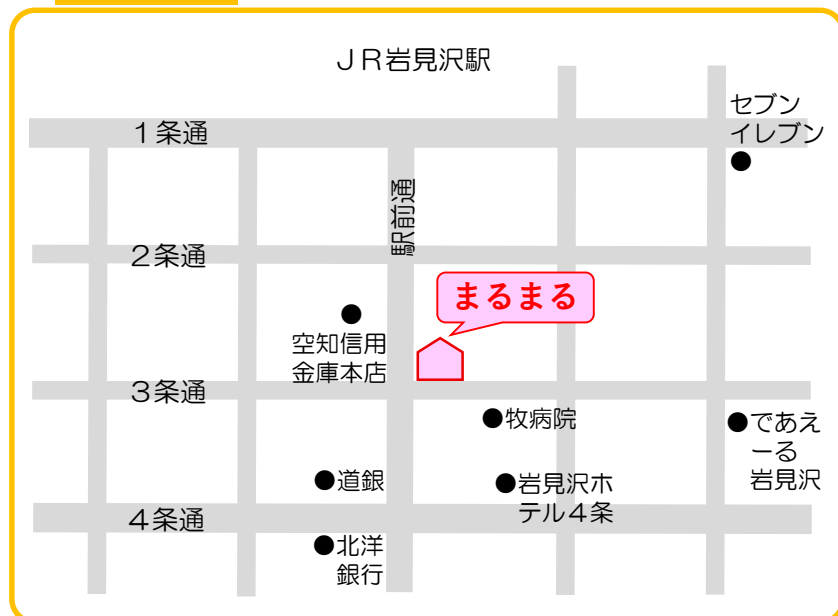 ＪＲ岩見沢駅
セブン
イレブン
１条通
駅前通
２条通
まるまる
空知信用
金庫本店
３条通
●牧病院
●であえ
ーる
岩見沢
●道銀
●岩見沢ホ
テル４条
４条通
●北洋
銀行